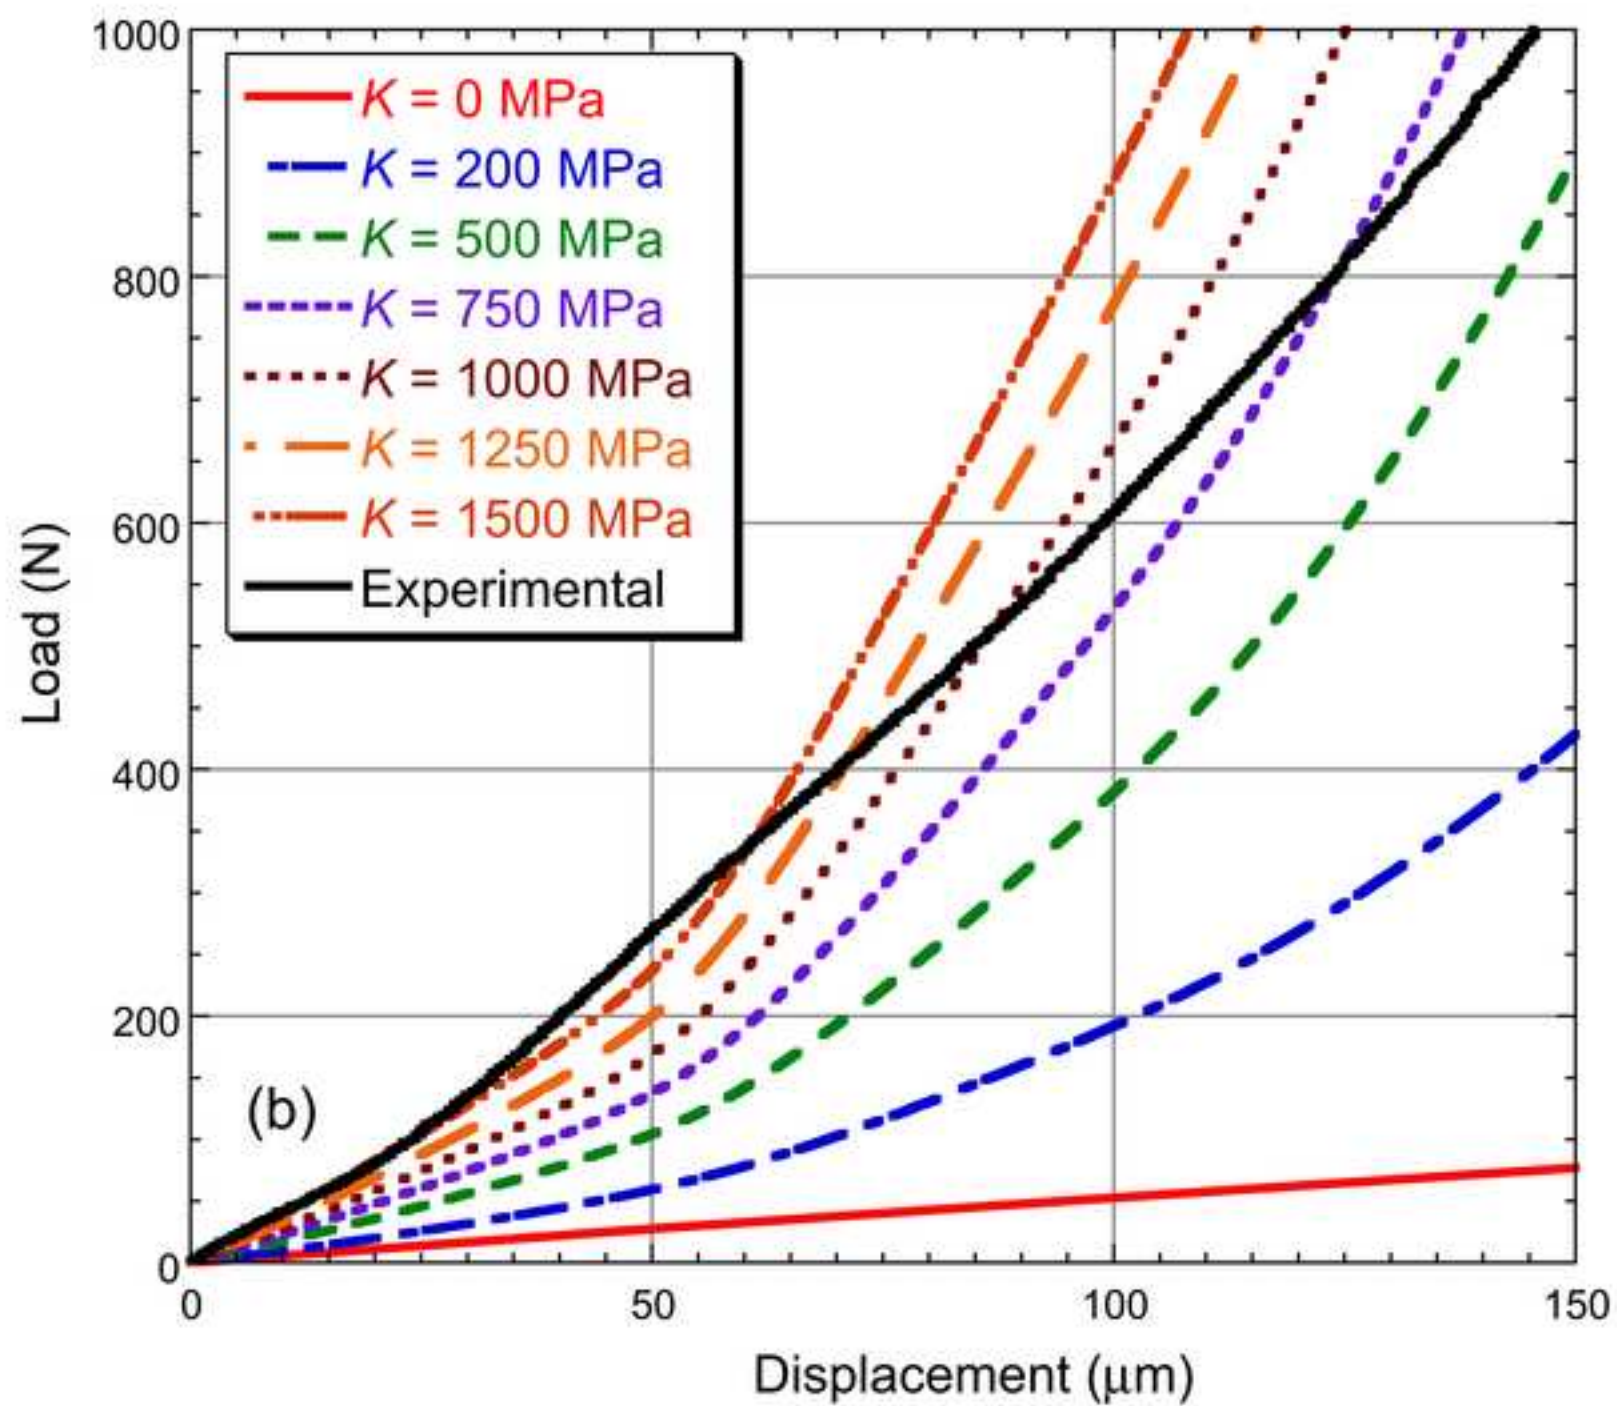 1000
K = 0 MPa
K = 200 MPa
K = 500 MPa
K = 750 MPa
K = 1000 MPa
K = 1250 MPa
K = 1500 MPa
Experimental
800
600
400
200
0
Load (N)
(b)
0 50 100 150
Displacement (μm)